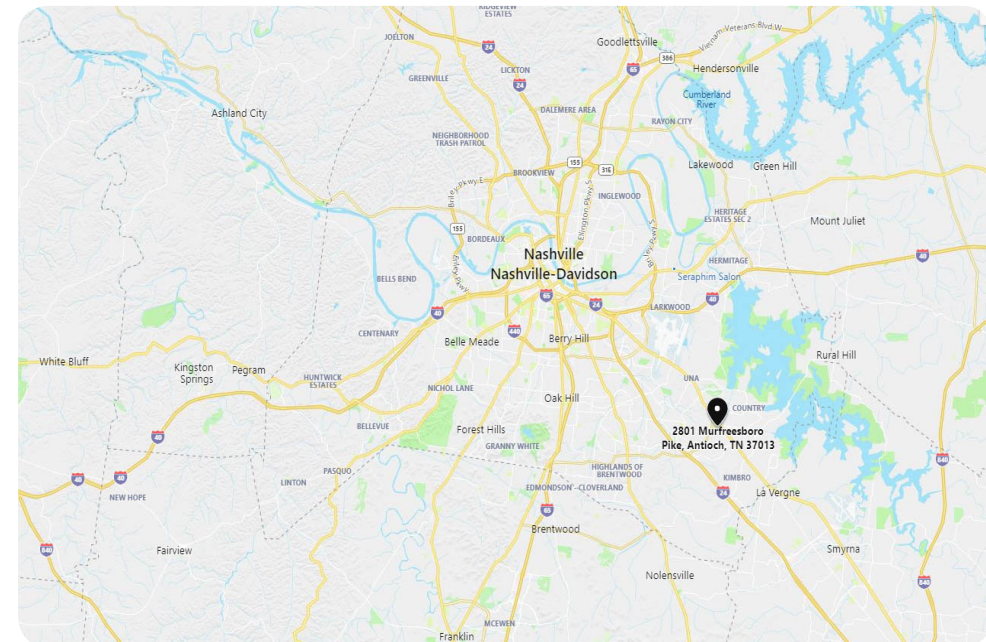 RIDGEVIEW
ESTATES
JOELTON
24
Goodlettsville
Vietnam Veterans Blvd W
386
65
Hendersonville
GREENVILLE
LICKTON
24
Cumberland
River
Ashland City
DALEMERE AREA
RAYON CITY
NEIGHBORHOOD
TRASH PATROL
155
316
Lakewood
Green Hill
BROOKVIEW
Briley Pkwy E
Ellington Pkwy S
INGLEWOOD
HERITAGE
ESTATES SEC 2
Mount Juliet
155
BORDEAUX
Briley Pkwy S
Nashville
Nashville-Davidson
HERMITAGE
40
BELLS BEND
Briley Pkwy
Seraphim Salon
65
24
40
LARKWOOD
40
CENTENARY
440
Belle Meade
Berry Hill
White Bluff
Kingston
Springs
Pegram
Rural Hill
HUNTWICK
ESTATES
NICHOL LANE
UNA
Oak Hill
COUNTRY
BELLEVUE
Forest Hills
2801 Murfreesboro
Pike, Antioch, TN 37013
40
GRANNY WHITE
840
PASQUO
HIGHLANDS OF
BRENTWOOD
KIMBRO
40
40
LINTON
EDMONDSON--CLOVERLAND
24
La Vergne
NEW HOPE
65
Brentwood
840
Fairview
Smyrna
Nolensville
840
MCEWEN
Franklin